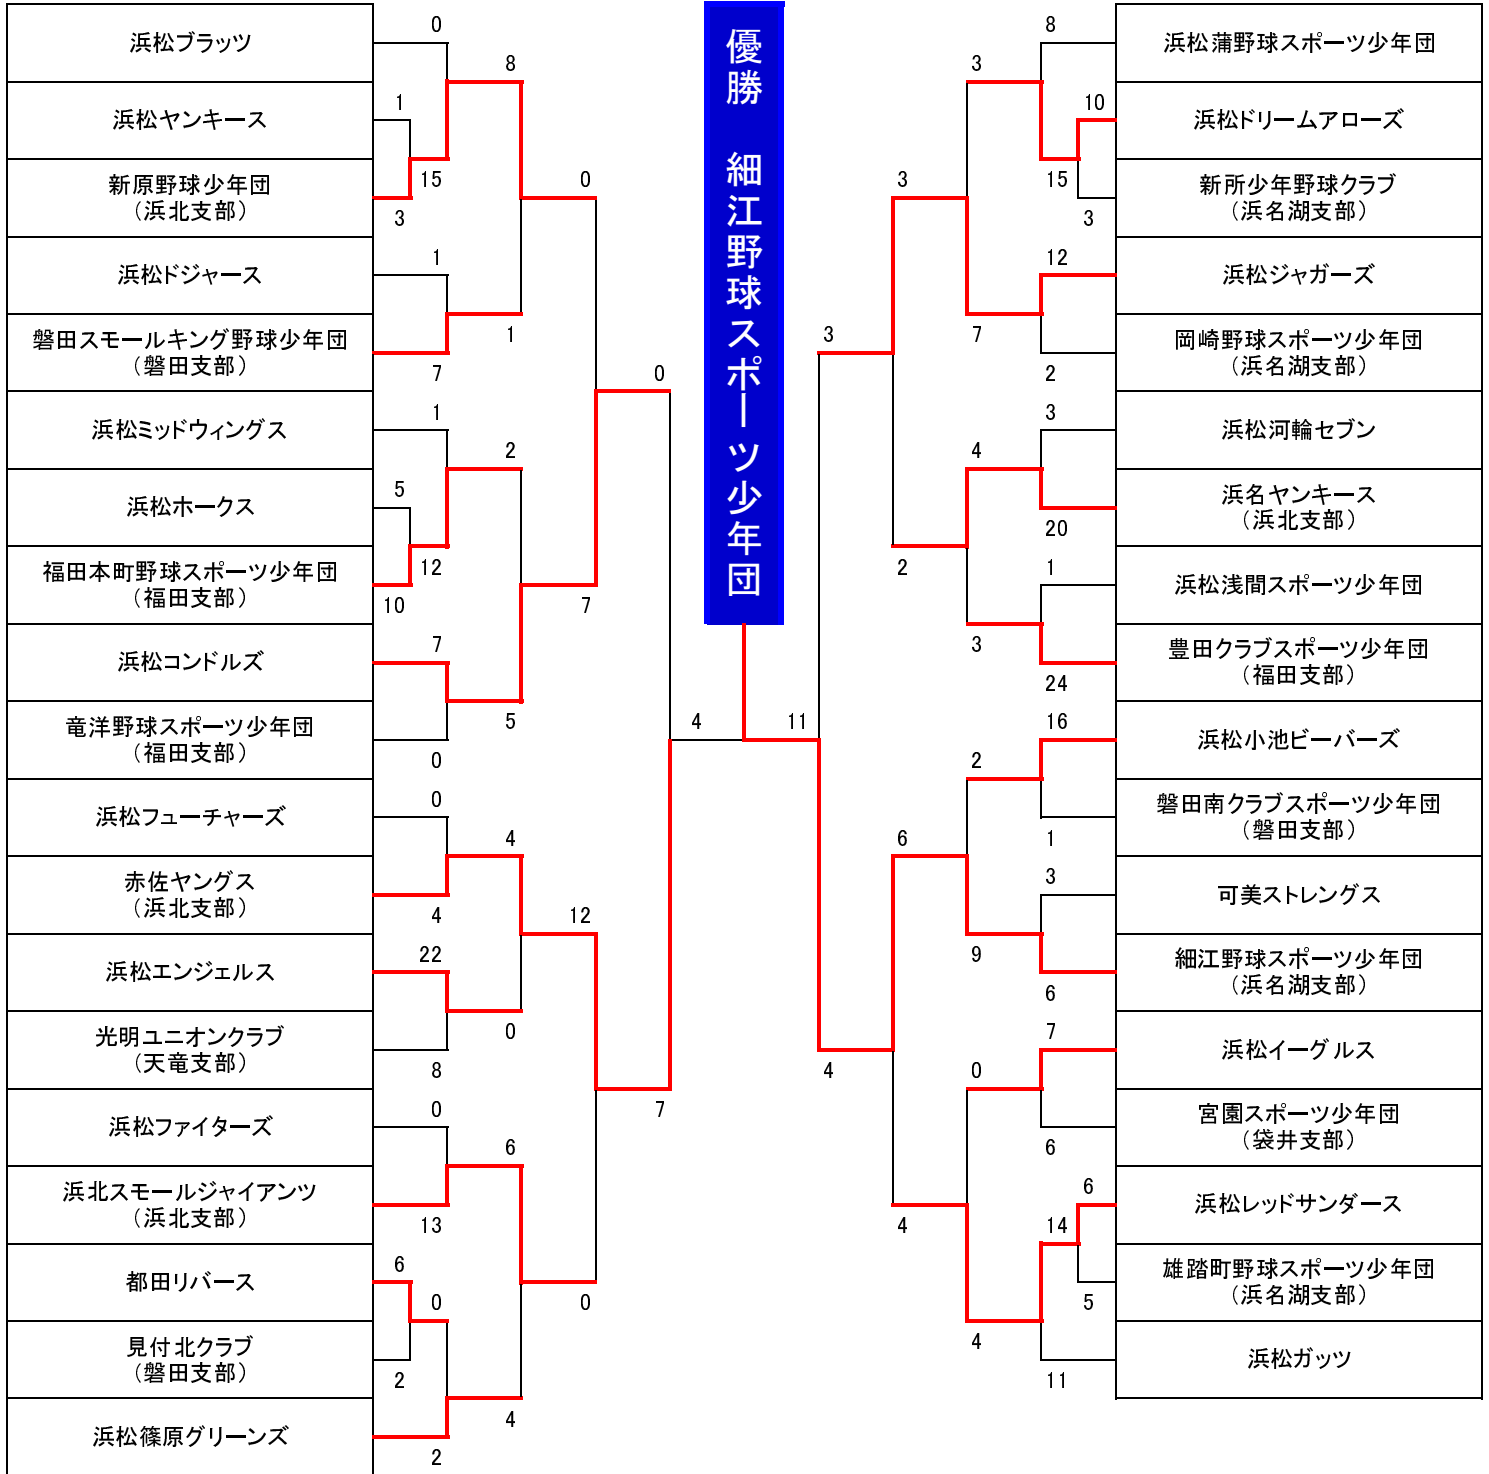 浜松ブラッツ
浜松ヤンキース
新原野球少年団
（浜北支部）
浜松ドジャース
磐田スモールキング野球少年団
（磐田支部）
浜松ミッドウィングス
浜松ホークス
福田本町野球スポーツ少年団
（福田支部）
浜松コンドルズ
竜洋野球スポーツ少年団
（福田支部）
浜松フューチャーズ
赤佐ヤングス
（浜北支部）
浜松エンジェルス
光明ユニオンクラブ
（天竜支部）
浜松ファイターズ
浜北スモールジャイアンツ
（浜北支部）
都田リバース
見付北クラブ
（磐田支部）
浜松篠原グリーンズ
0
1
15
3
1
7
1
5
12
10
7
0
0
4
22
8
0
13
6
0
2
2
8
1
2
5
4
0
6
4
0
7
12
0
0
7
4
優勝　細江野球スポーツ少年団
11
3
4
3
2
6
4
3
7
4
3
2
9
0
4
8
10
15
3
12
2
3
20
1
24
16
1
3
6
7
6
6
14
5
11
浜松蒲野球スポーツ少年団
浜松ドリームアローズ
新所少年野球クラブ
（浜名湖支部）
浜松ジャガーズ
岡崎野球スポーツ少年団
（浜名湖支部）
浜松河輪セブン
浜名ヤンキース
（浜北支部）
浜松浅間スポーツ少年団
豊田クラブスポーツ少年団
（福田支部）
浜松小池ビーバーズ
磐田南クラブスポーツ少年団
（磐田支部）
可美ストレングス
細江野球スポーツ少年団
（浜名湖支部）
浜松イーグルス
宮園スポーツ少年団
（袋井支部）
浜松レッドサンダース
雄踏町野球スポーツ少年団
（浜名湖支部）
浜松ガッツ